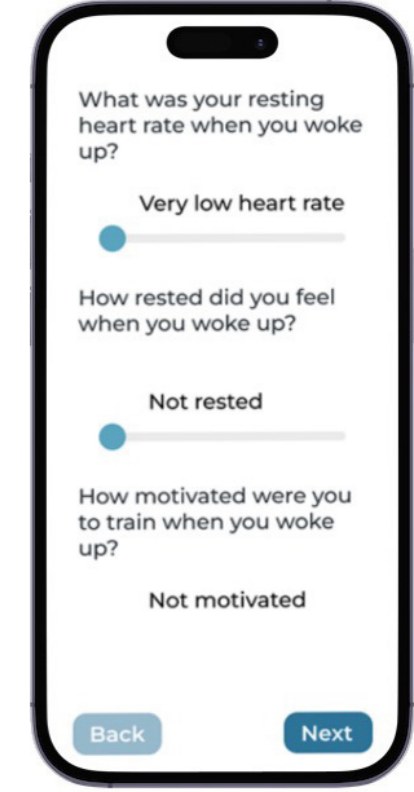 What was your resting
heart rate when you woke
up?
Very low heart rate
How rested did you feel
when you woke up?
Not rested
How motivated were you
to train when you woke
up?
Not motivated
Back
Next